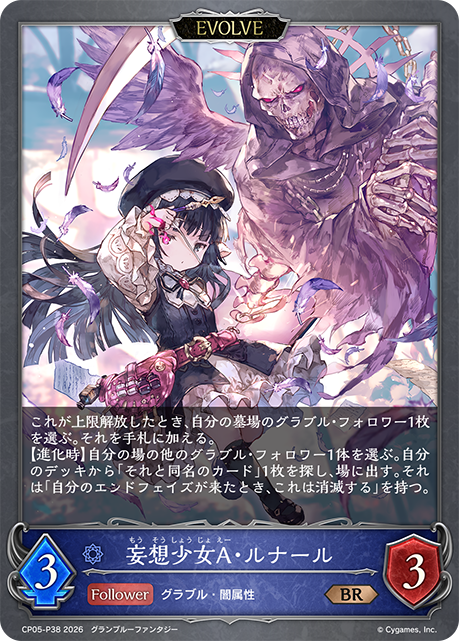 EVOLVE
これが上限解放したとき、自分の墓場のグラブル・フォロワー1枚
を選ぶ。それを手札に加える。
【進化時】自分の場の他のグラブル・フォロワー1体を選ぶ。自分
のデッキから「それと同名のカード」1枚を探し、場に出す。それ
は「自分のエンドフェイズが来たとき、これは消滅する」を持つ。
もう そう しょう じょ えー
妄想少女A・ルナール
3
3
Follower グラブル・闇属性
BR
CP05-P38 2026 グランブルーファンタジー
© Cygames, Inc.